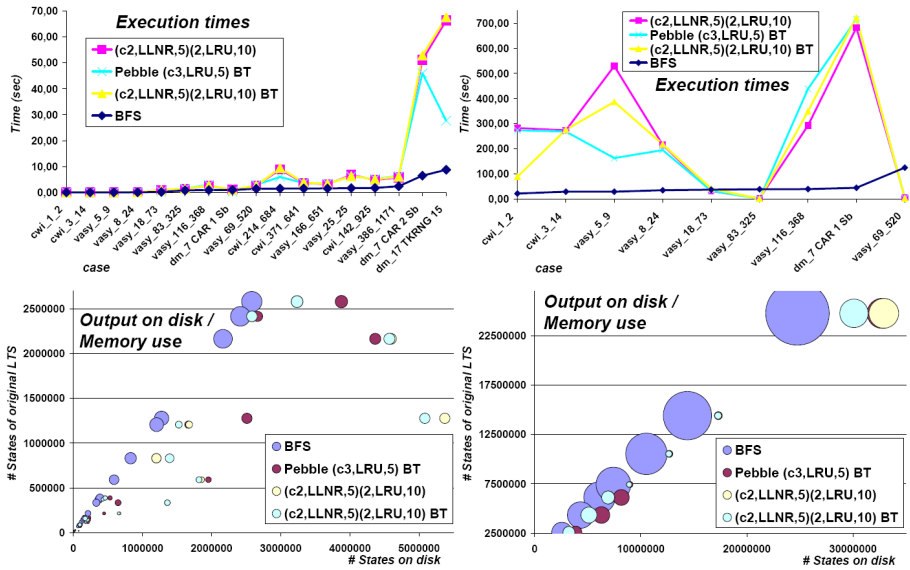 Execution times
(c2,LLNR,5)(2,LRU,10)
Pebble (c3,LRU,5) BT
(c2,LLNR,5)(2,LRU,10) BT
BFS
Time (sec)
70,00
60,00
50,00
40,00
30,00
20,00
10,00
0,00
cwi_1_2
cwi_3_14
vasy_5_9
vasy_8_24
vasy_18_73
vasy_83_325
vasy_116_368
dm_7 CAR 1 Sb
vasy_69_520
cwi_214_684
cwi_371_641
vasy_166_651
vasy_25_25
cwi_142_925
vasy_386_1171
dm_7 CAR 2 Sb
dm_17 TKRNG 15
case
(c2,LLNR,5)(2,LRU,10)
Pebble (c3,LRU,5) BT
(c2,LLNR,5)(2,LRU,10) BT
BFS
Execution times
Time (sec)
700,00
600,00
500,00
400,00
300,00
200,00
100,00
0,00
cwi_1_2
cwi_3_14
vasy_5_9
vasy_8_24
vasy_18_73
vasy_83_325
vasy_116_368
dm_7 CAR 1 Sb
vasy_69_520
case
Output on disk /
Memory use
# States of original LTS
2500000
2000000
1500000
1000000
500000
0
BFS
Pebble (c3,LRU,5) BT
(c2,LLNR,5)(2,LRU,10)
(c2,LLNR,5)(2,LRU,10) BT
0
1000000
2000000
3000000
4000000
5000000
# States on disk
Output on disk /
Memory use
# States of original LTS
22500000
17500000
12500000
7500000
2500000
BFS
Pebble (c3,LRU,5) BT
(c2,LLNR,5)(2,LRU,10)
(c2,LLNR,5)(2,LRU,10) BT
0
10000000
20000000
30000000
# States on disk